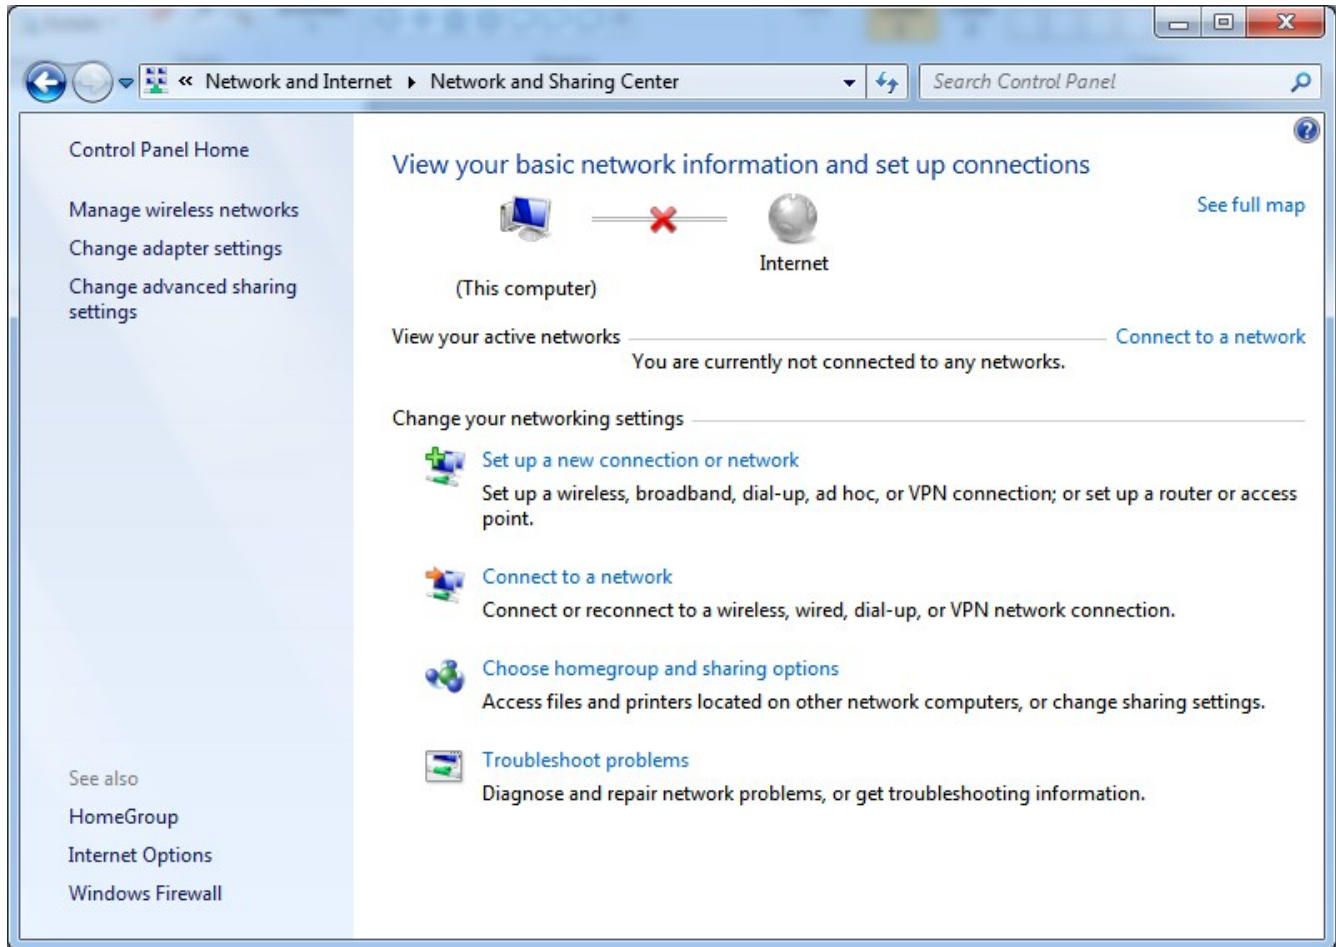 « Network and Internet ▸ Network and Sharing Center
Search Control Panel
Control Panel Home
Manage wireless networks
Change adapter settings
Change advanced sharing
settings
See also
HomeGroup
Internet Options
Windows Firewall
View your basic network information and set up connections
See full map
Internet
(This computer)
View your active networks
Connect to a network
You are currently not connected to any networks.
Change your networking settings
Set up a new connection or network
Set up a wireless, broadband, dial-up, ad hoc, or VPN connection; or set up a router or access
point.
Connect to a network
Connect or reconnect to a wireless, wired, dial-up, or VPN network connection.
Choose homegroup and sharing options
Access files and printers located on other network computers, or change sharing settings.
Troubleshoot problems
Diagnose and repair network problems, or get troubleshooting information.